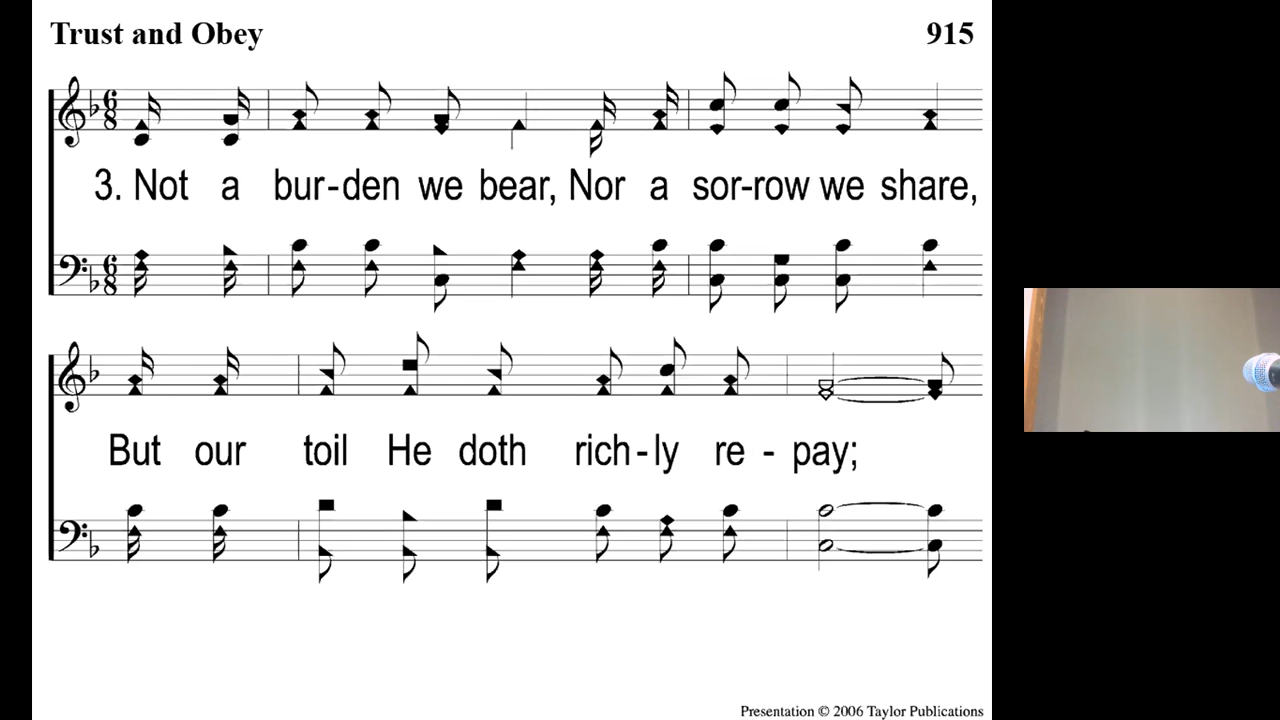 Trust and Obey 915
3. Not a bur-den we bear, Nor a sor-row we share,
But our toil He doth rich-ly re - pay;
Presentation © 2006 Taylor Publications